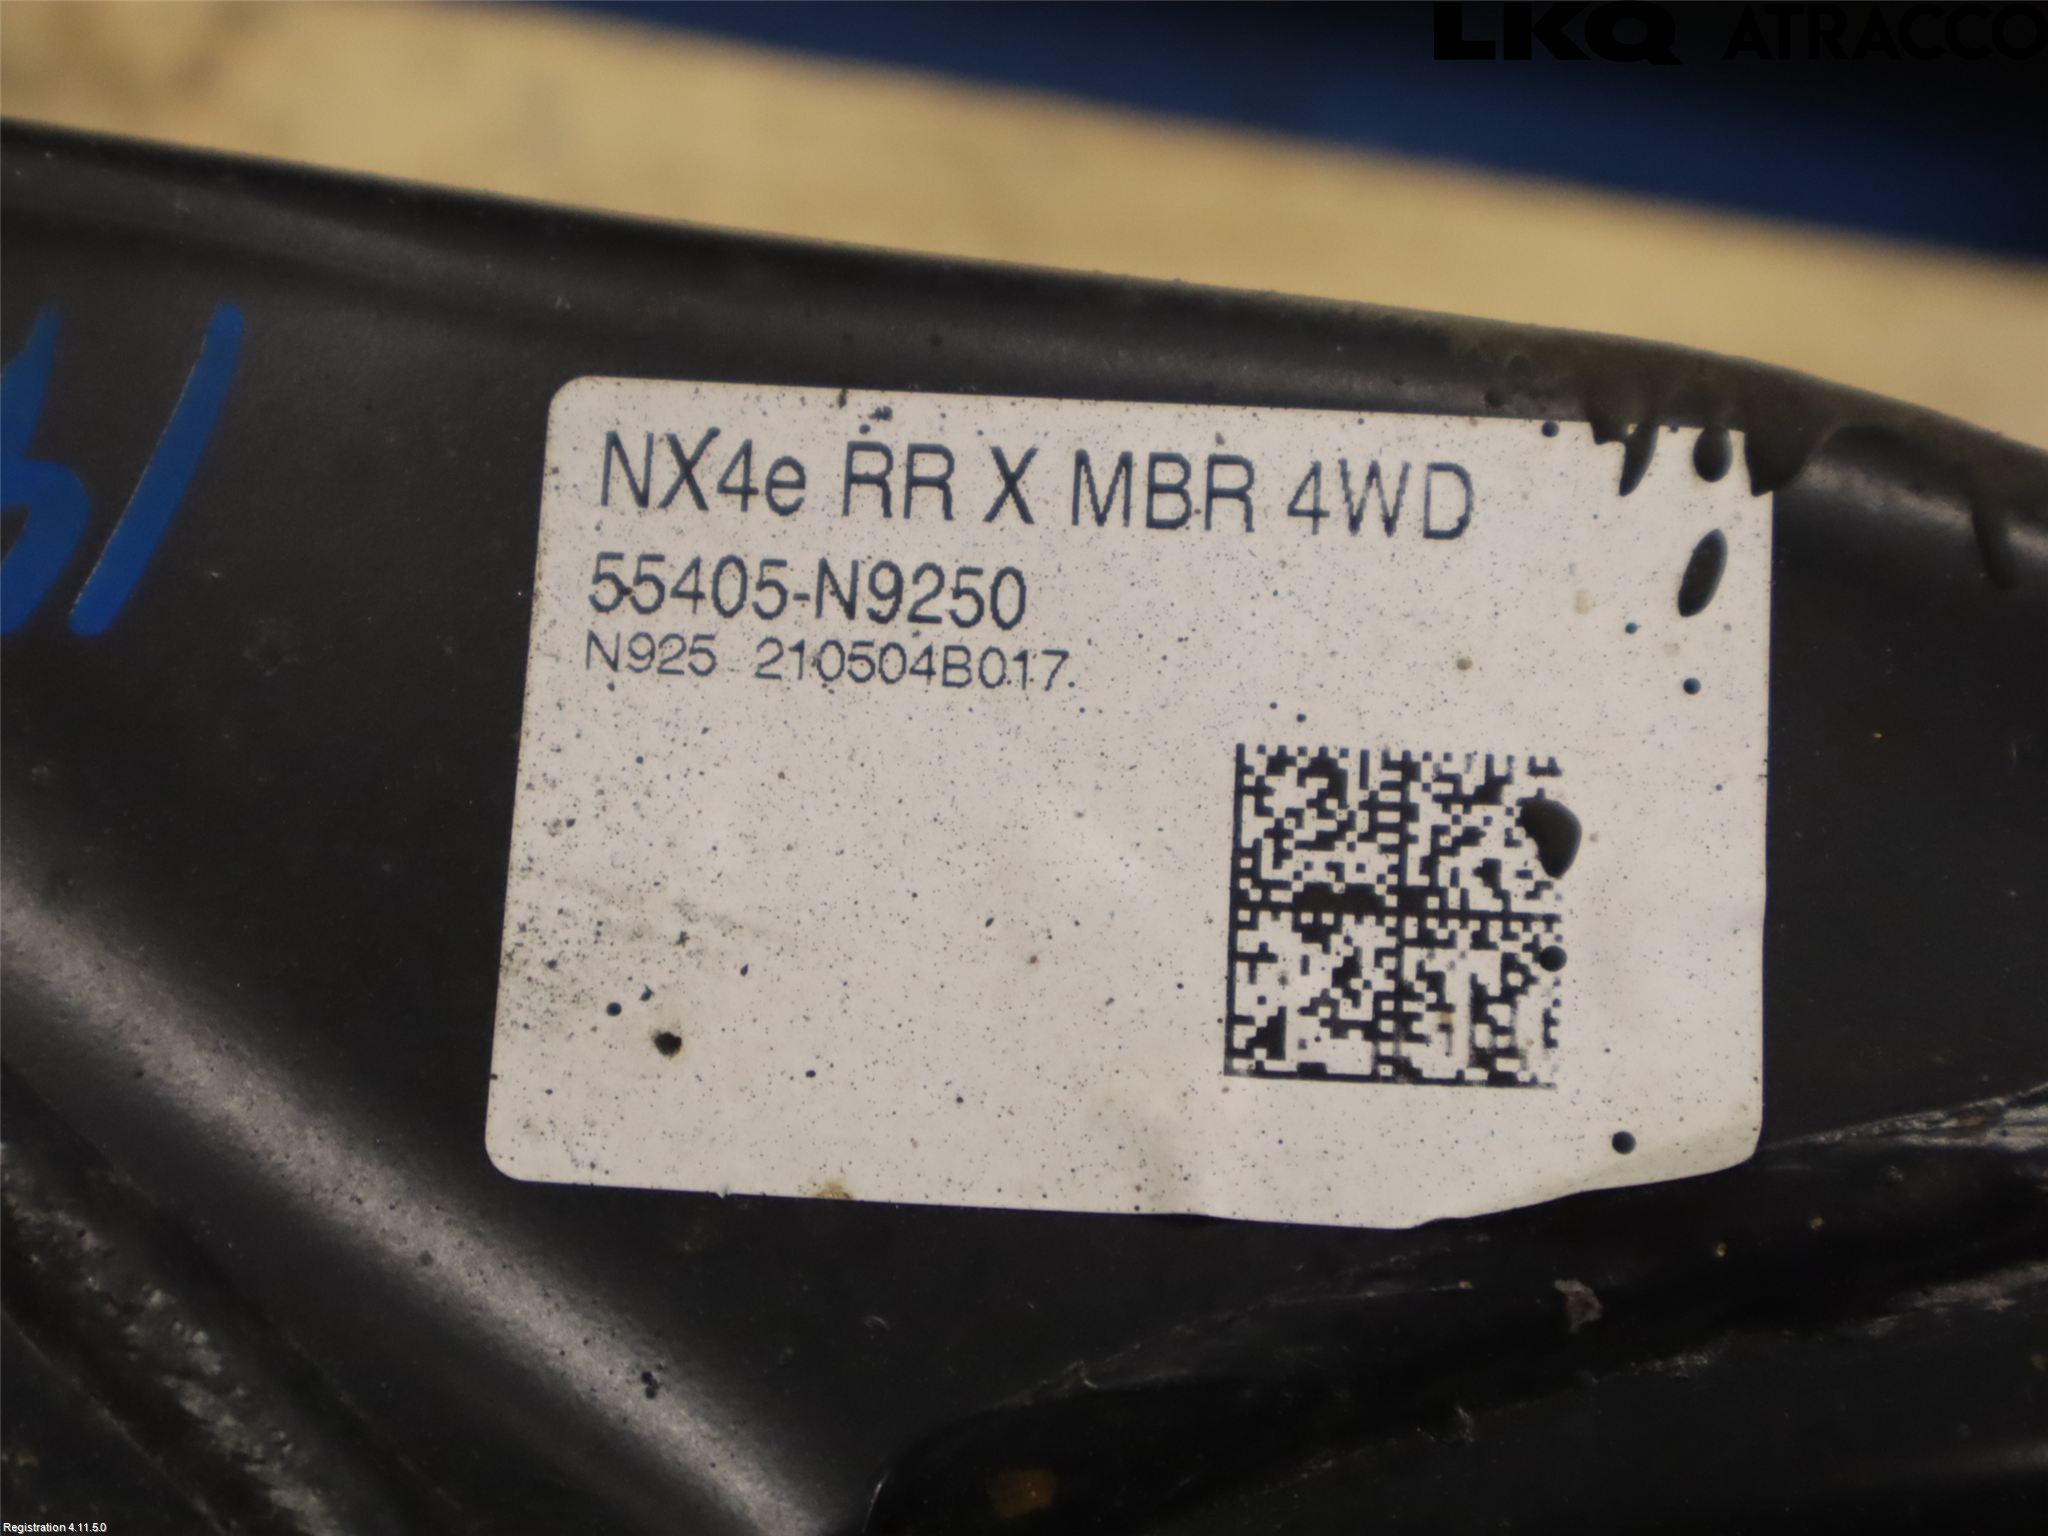 LKQ ATRACCO
NX4e RR X MBR 4WD
55405-N9250
N925 210504B017
Registration 4.11.5.0